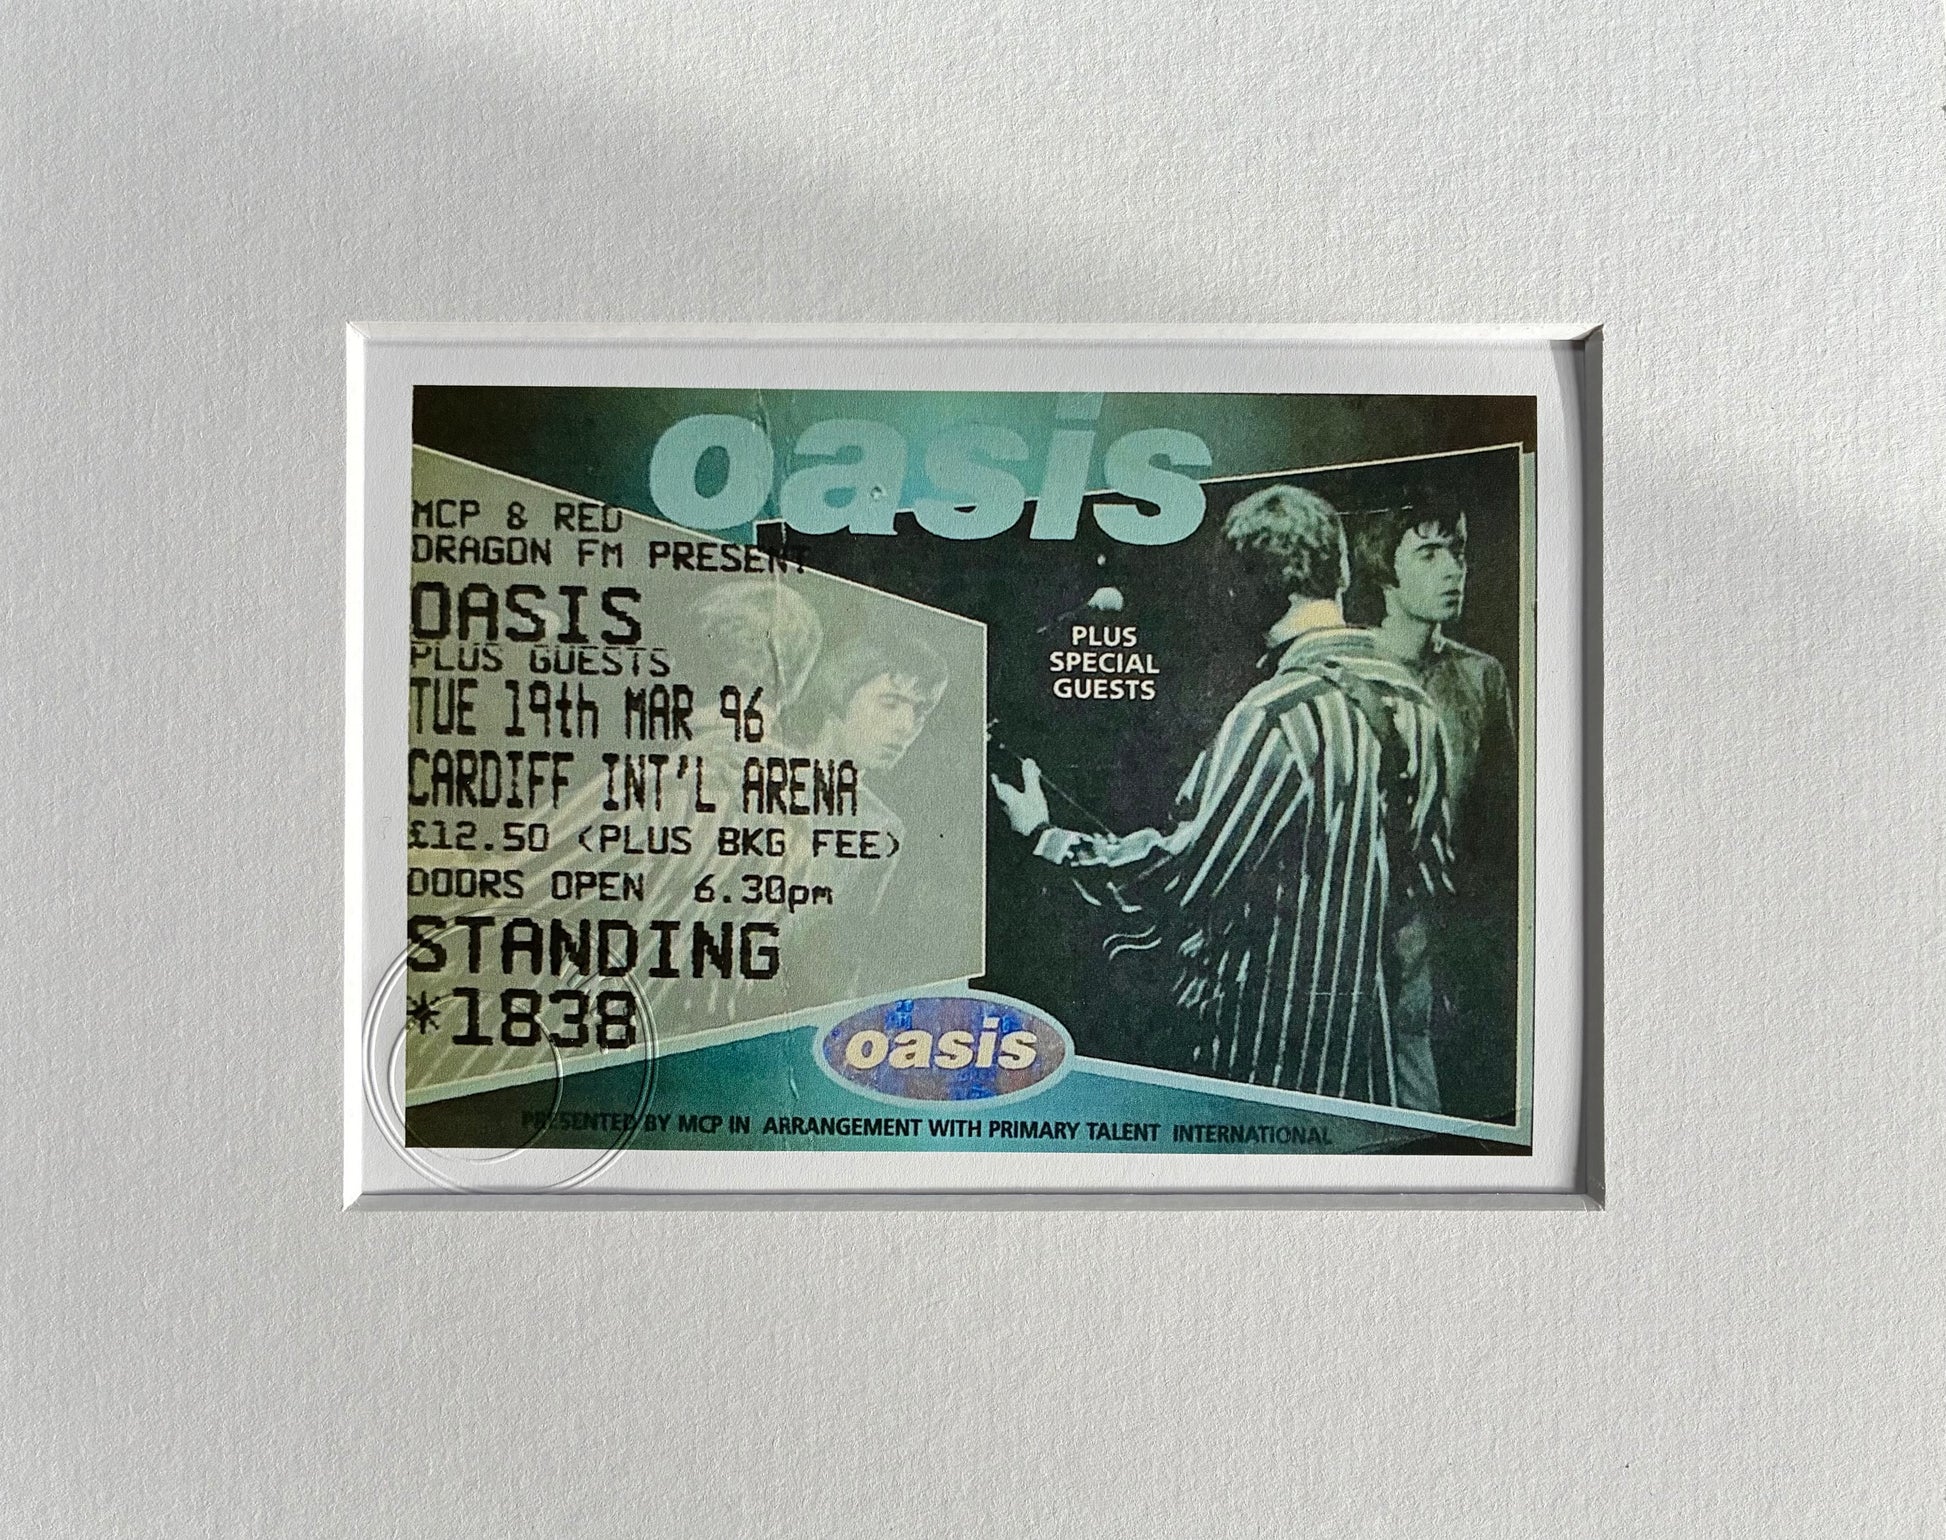 oasis
MCP & RED
DRAGON FM PRESENT
OASIS
PLUS GUESTS
TUE 19th MAR 96
CARDIFF INT'L ARENA
£12.50 (PLUS BKG FEE)
DOORS OPEN 6.30pm
STANDING
*1838
PLUS
SPECIAL
GUESTS
oasis
PRESENTED BY MCP IN ARRANGEMENT WITH PRIMARY TALENT INTERNATIONAL